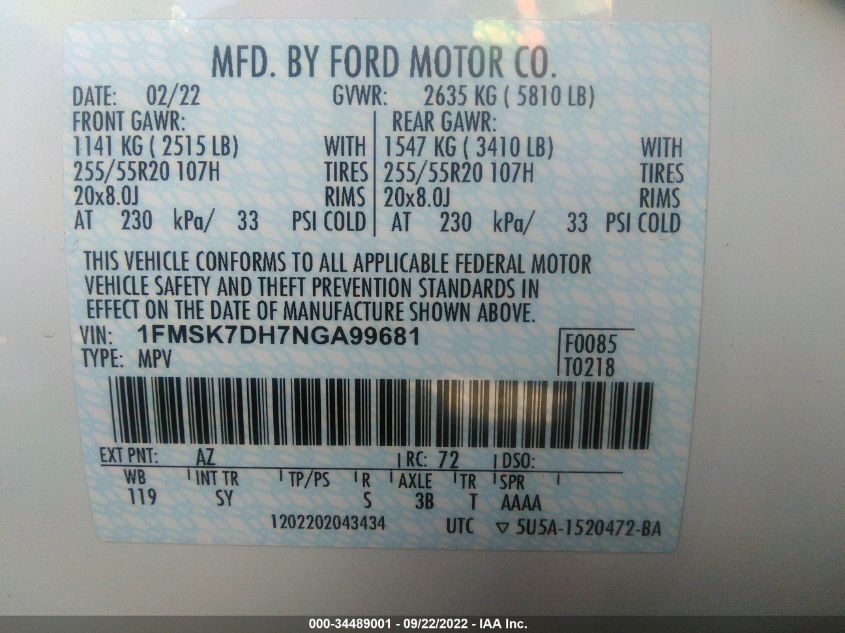 MFD. BY FORD MOTOR CO.
DATE: 02/22 GVWR: 2635 KG ( 5810 LB)
FRONT GAWR: REAR GAWR:
1141 KG ( 2515 LB) WITH 1547 KG ( 3410 LB) WITH
255/55R20 107H TIRES 255/55R20 107H TIRES
20x8.0J RIMS 20x8.0J RIMS
AT 230 kPa/ 33 PSI COLD AT 230 kPa/ 33 PSI COLD
THIS VEHICLE CONFORMS TO ALL APPLICABLE FEDERAL MOTOR
VEHICLE SAFETY AND THEFT PREVENTION STANDARDS IN
EFFECT ON THE DATE OF MANUFACTURE SHOWN ABOVE.
VIN: 1FMSK7DH7NGA99681 F0085
TYPE: MPV T0218
EXT PNT: AZ RC: 72 DSO:
WB INT TR TP/PS R AXLE TR SPR
119 SY S 3B T AAAA
1202202043434 UTC ▽ 5U5A-1520472-BA
000-34489001 - 09/22/2022 - IAA Inc.